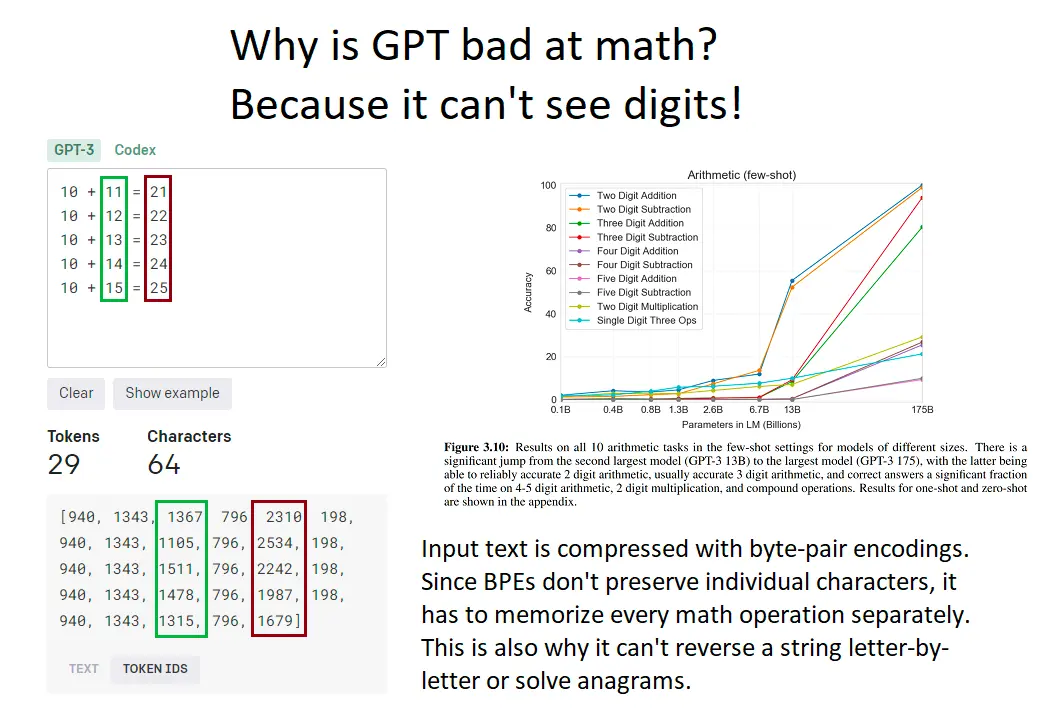 Why is GPT bad at math?
Because it can't see digits!
GPT-3 Codex
10 + 11 = 21
10 + 12 = 22
10 + 13 = 23
10 + 14 = 24
10 + 15 = 25
Clear Show example
Tokens Characters
29 64
[940, 1343, 1367 796 2310 198,
940, 1343, 1105, 796, 2534, 198,
940, 1343, 1511, 796, 2242, 198,
940, 1343, 1478, 796, 1987, 198,
940, 1343, 1315, 796, 1679]
TEXT TOKEN IDS
Arithmetic (few-shot)
100
80
60
40
20
0
Accuracy
Two Digit Addition
Two Digit Subtraction
Three Digit Addition
Three Digit Subtraction
Four Digit Addition
Four Digit Subtraction
Five Digit Addition
Five Digit Subtraction
Two Digit Multiplication
Single Digit Three Ops
0.1B 0.4B 0.8B 1.3B 2.6B 6.7B 13B 175B
Parameters in LM (Billions)
Figure 3.10: Results on all 10 arithmetic tasks in the few-shot settings for models of different sizes. There is a
significant jump from the second largest model (GPT-3 13B) to the largest model (GPT-3 175), with the latter being
able to reliably accurate 2 digit arithmetic, usually accurate 3 digit arithmetic, and correct answers a significant fraction
of the time on 4-5 digit arithmetic, 2 digit multiplication, and compound operations. Results for one-shot and zero-shot
are shown in the appendix.
Input text is compressed with byte-pair encodings.
Since BPEs don't preserve individual characters, it
has to memorize every math operation separately.
This is also why it can't reverse a string letter-by-
letter or solve anagrams.